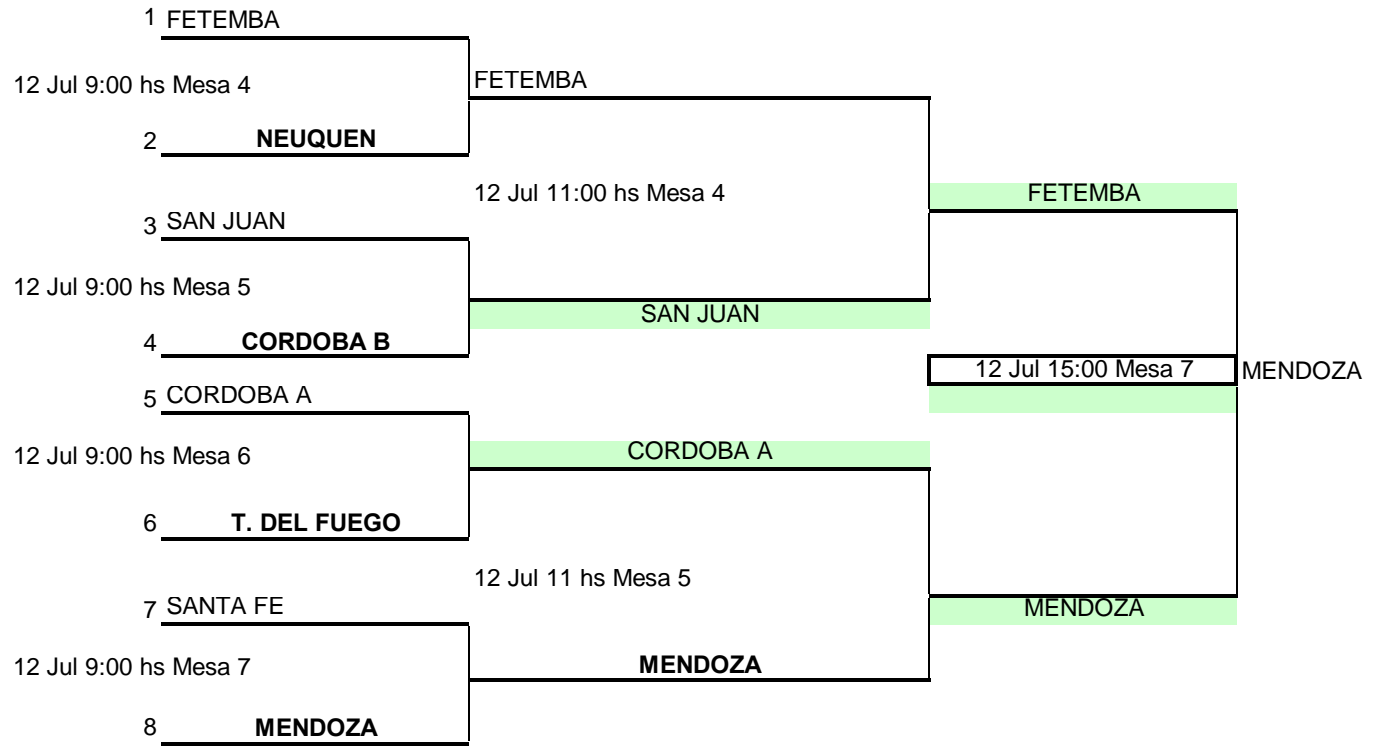 1 FETEMBA
12 Jul 9:00 hs Mesa 4
FETEMBA
2 NEUQUEN
12 Jul 11:00 hs Mesa 4
FETEMBA
3 SAN JUAN
12 Jul 9:00 hs Mesa 5
SAN JUAN
4 CORDOBA B
12 Jul 15:00 Mesa 7
MENDOZA
5 CORDOBA A
12 Jul 9:00 hs Mesa 6
CORDOBA A
6 T. DEL FUEGO
12 Jul 11 hs Mesa 5
7 SANTA FE
MENDOZA
12 Jul 9:00 hs Mesa 7
MENDOZA
8 MENDOZA